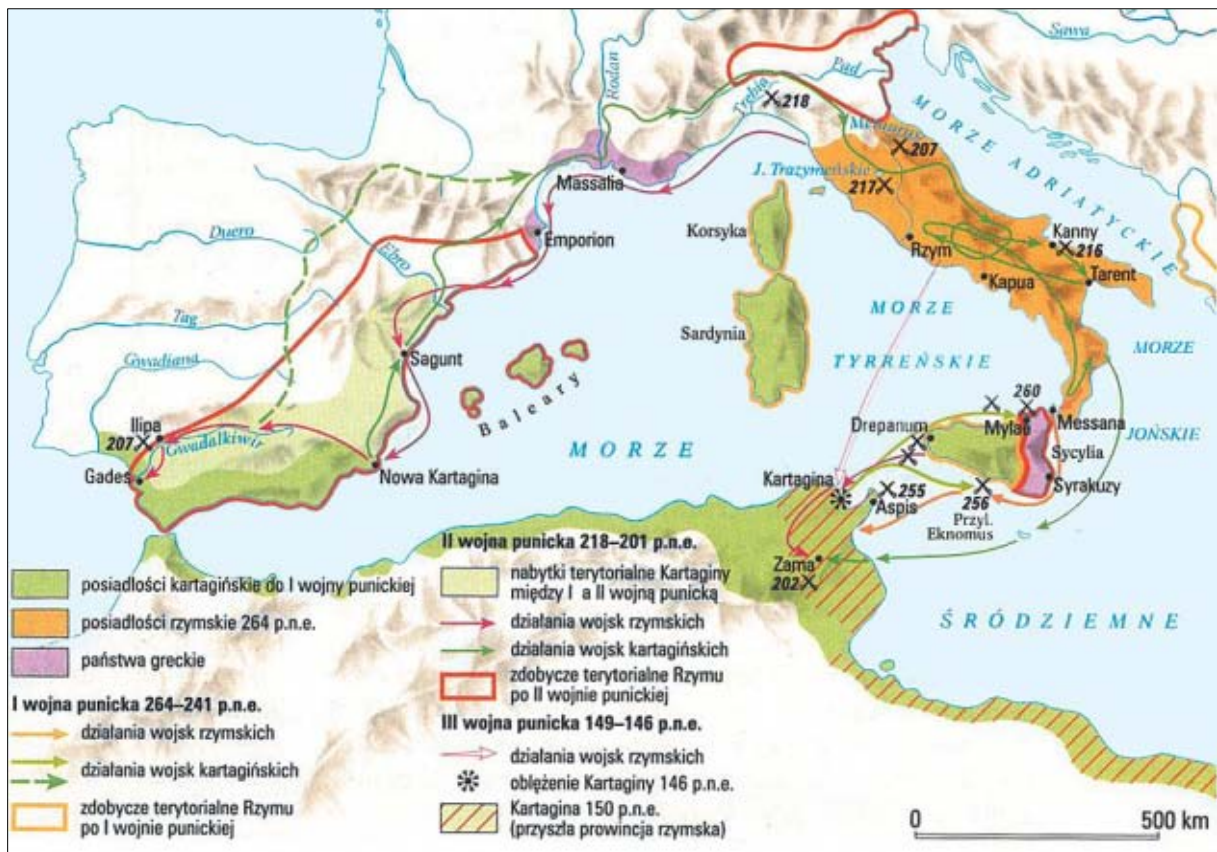 Sawa
Rodan
Pad
Trebia
218
Metaurus
207
MORZE ADRIATYCKIE
J. Trazymeńskie
217
Massalia
Emporion
Korsyka
Rzym
Kanny
216
Kapua
Tarent
Duero
Ebro
Tag
Gwadiana
Sagunt
Sardynia
MORZE
TYRREŃSKIE
MORZE
JOŃSKIE
Baleary
Ilipa
207
Gwadalkiwir
Gades
Nowa Kartagina
MORZE
260
Drepanum
Mylae
Messana
Sycylia
Syrakuzy
Kartagina
255
Aspis
256
Przyl.
Eknomus
Zama
202
ŚRÓDZIEMNE
posiadłości kartagińskie do I wojny punickiej
posiadłości rzymskie 264 p.n.e.
państwa greckie
I wojna punicka 264–241 p.n.e.
działania wojsk rzymskich
działania wojsk kartagińskich
zdobycze terytorialne Rzymu
po I wojnie punickiej
II wojna punicka 218–201 p.n.e.
nabytki terytorialne Kartaginy
między I a II wojną punicką
działania wojsk rzymskich
działania wojsk kartagińskich
zdobycze terytorialne Rzymu
po II wojnie punickiej
III wojna punicka 149–146 p.n.e.
działania wojsk rzymskich
oblężenie Kartaginy 146 p.n.e.
Kartagina 150 p.n.e.
(przyszła prowincja rzymska)
0 500 km